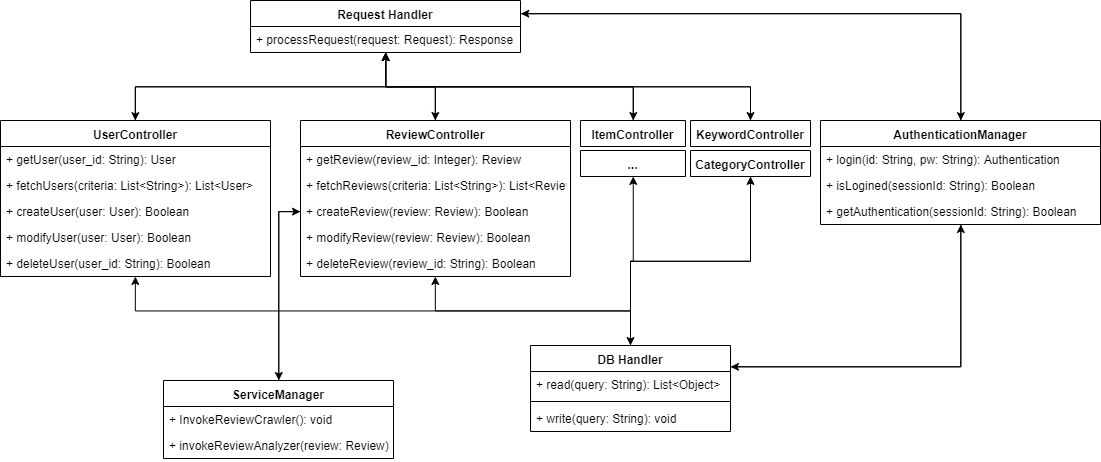 Request Handler
+ processRequest(request: Request): Response
UserController
+ getUser(user_id: String): User
+ fetchUsers(criteria: List<String>): List<User>
+ createUser(user: User): Boolean
+ modifyUser(user: User): Boolean
+ deleteUser(user_id: String): Boolean
ReviewController
+ getReview(review_id: Integer): Review
+ fetchReviews(criteria: List<String>): List<Revie
+ createReview(review: Review): Boolean
+ modifyReview(review: Review): Boolean
+ deleteReview(review_id: String): Boolean
ItemController
...
KeywordController
CategoryController
AuthenticationManager
+ login(id: String, pw: String): Authentication
+ isLogined(sessionId: String): Boolean
+ getAuthentication(sessionId: String): Boolean
ServiceManager
+ InvokeReviewCrawler(): void
+ invokeReviewAnalyzer(review: Review)
DB Handler
+ read(query: String): List<Object>
+ write(query: String): void